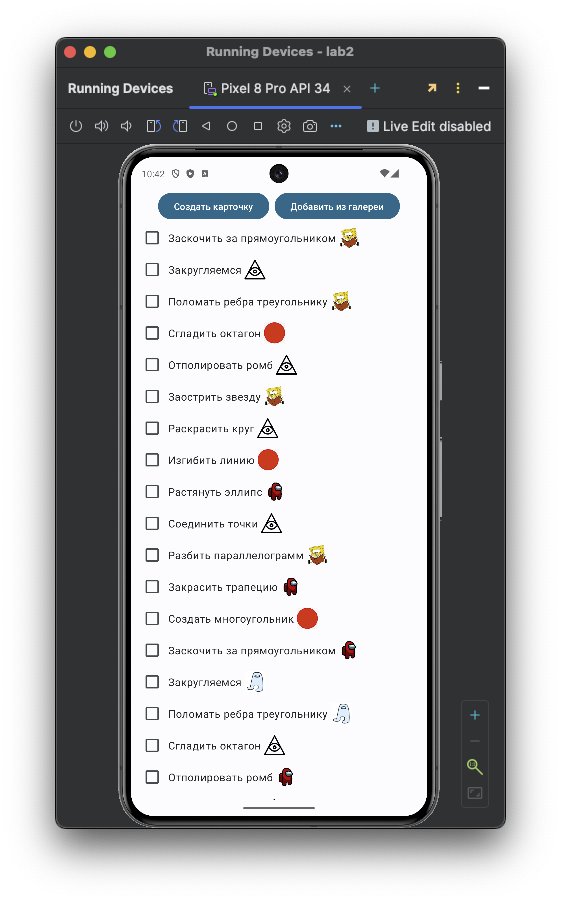 Running Devices - lab2
Running Devices
Pixel 8 Pro API 34
Live Edit disabled
10:42
Создать карточку
Добавить из галереи
Заскочить за прямоугольником
Закругляемся
Поломать ребра треугольнику
Сгладить октагон
Отполировать ромб
Заострить звезду
Раскрасить круг
Изгибить линию
Растянуть эллипс
Соединить точки
Разбить параллелограмм
Закрасить трапецию
Создать многоугольник
Заскочить за прямоугольником
Закругляемся
Поломать ребра треугольнику
Сгладить октагон
Отполировать ромб